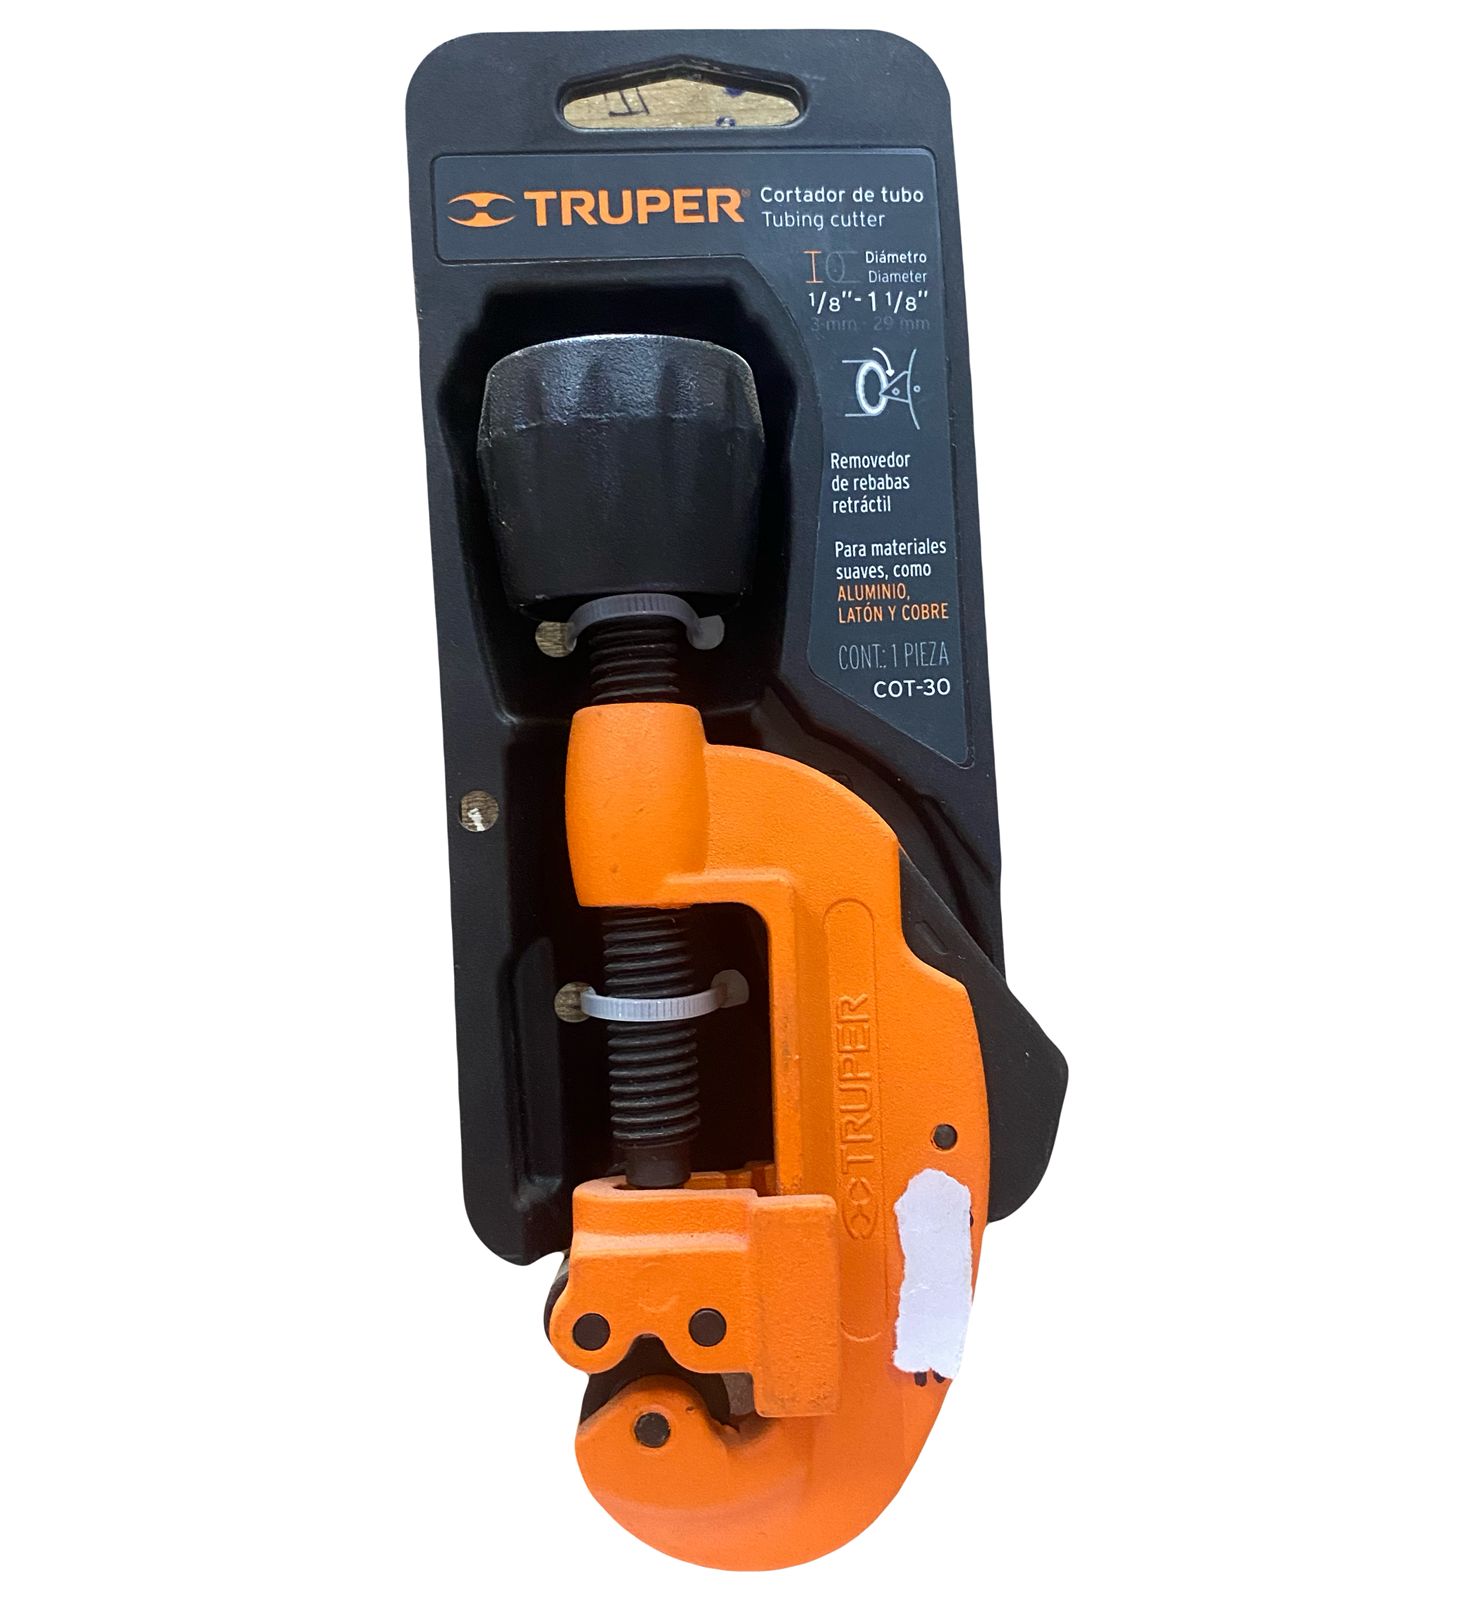 TRUPER®
Cortador de tubo
Tubing cutter
Diámetro
Diameter
1/8"- 1 1/8"
3 mm - 29 mm
Removedor
de rebabas
retráctil
Para materiales
suaves, como
ALUMINIO,
LATÓN Y COBRE
CONT.: 1 PIEZA
COT-30
TRUPER